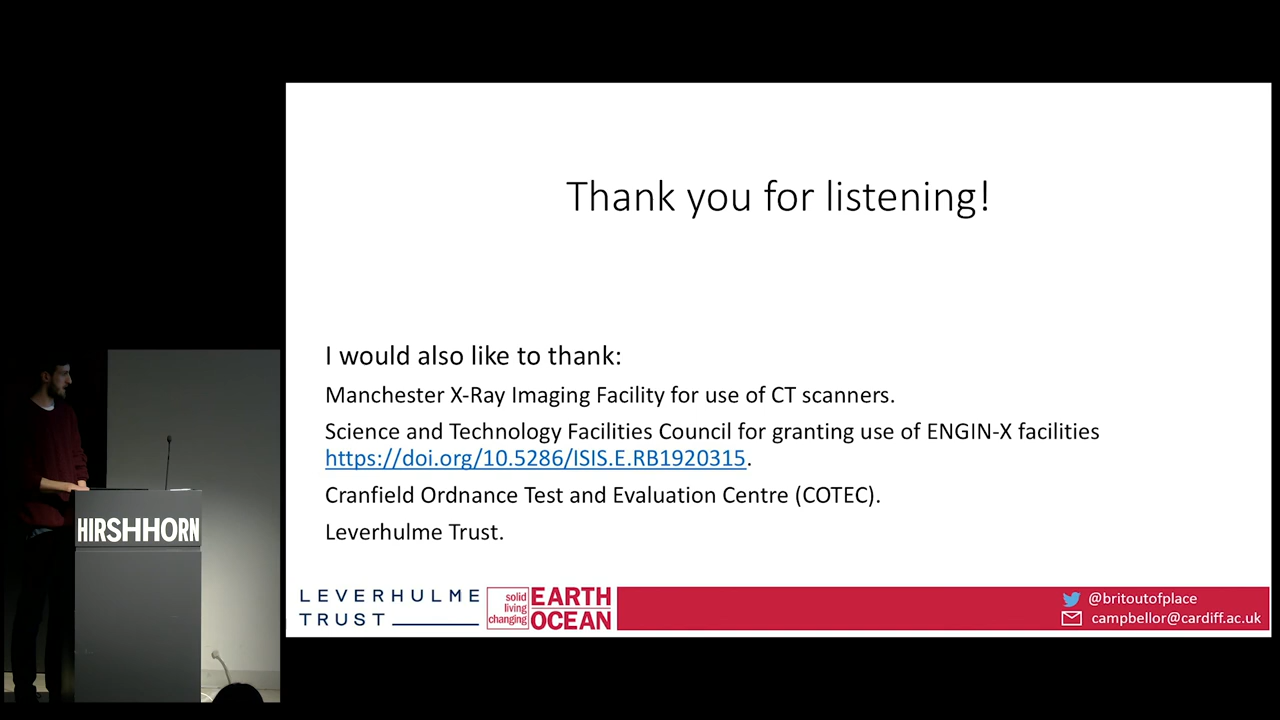 Thank you for listening!
I would also like to thank:
Manchester X-Ray Imaging Facility for use of CT scanners.
Science and Technology Facilities Council for granting use of ENGIN-X facilities
https://doi.org/10.5286/ISIS.E.RB1920315.
Cranfield Ordnance Test and Evaluation Centre (COTEC).
Leverhulme Trust.
HIRSHHORN
LEVERHULME
TRUST
solid
living
changing
EARTH
OCEAN
@britoutofplace
campbellor@cardiff.ac.uk